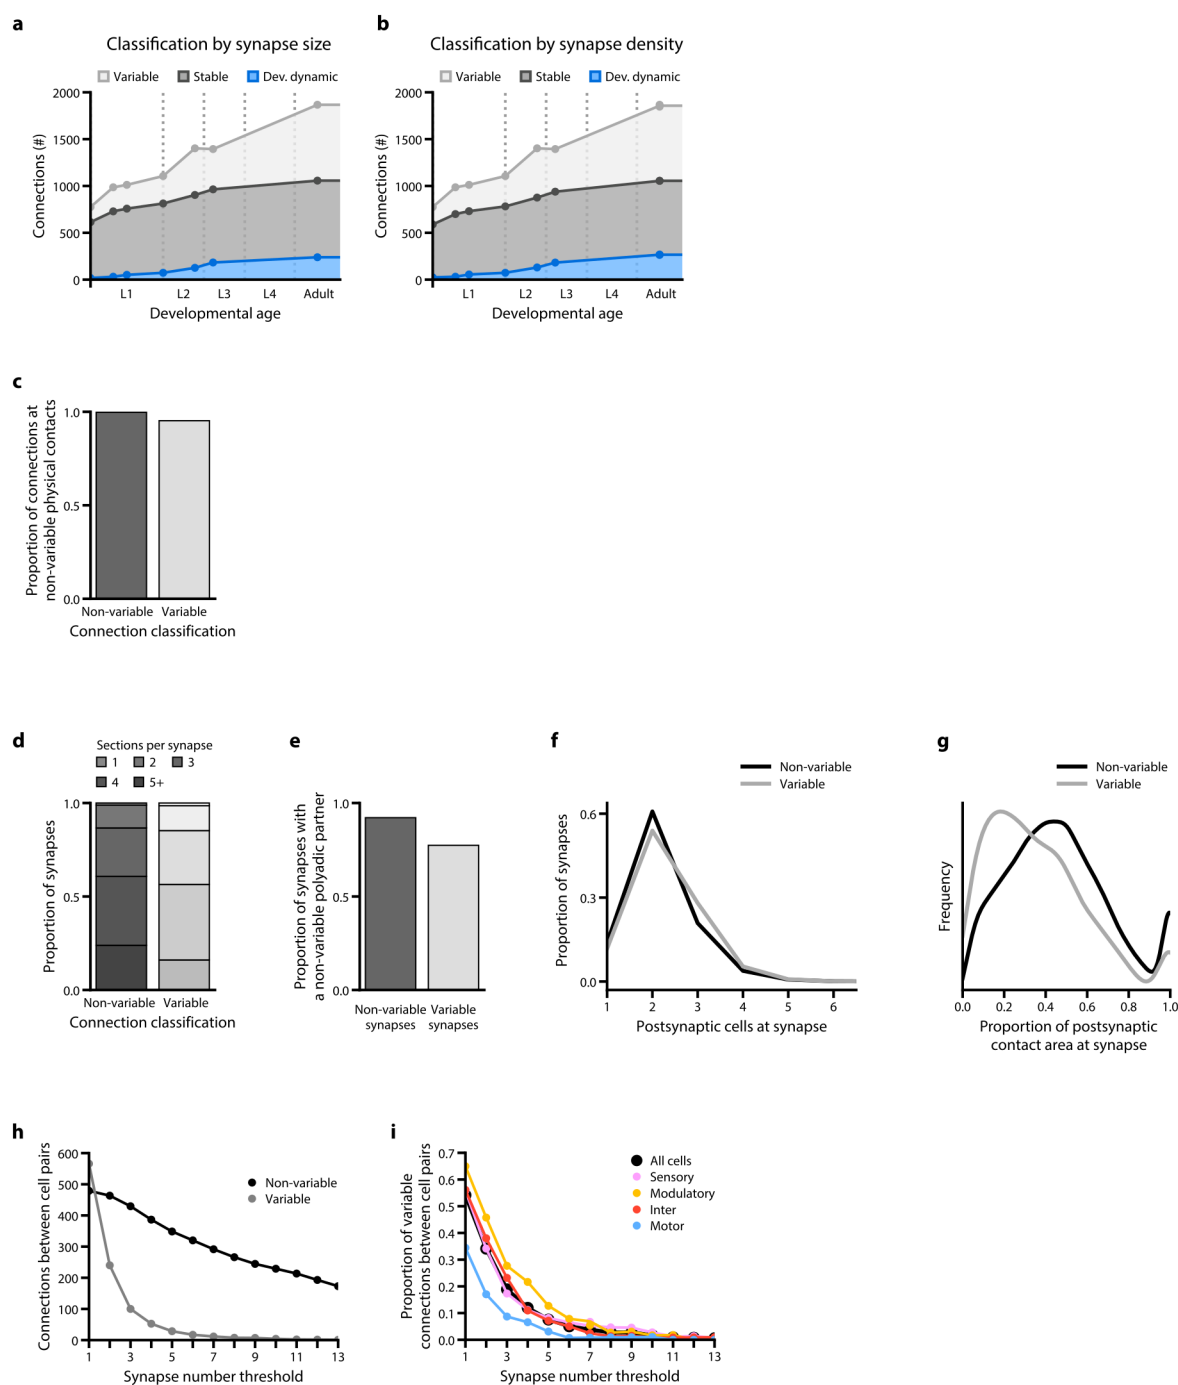 a
Classification by synapse size
Variable Stable Dev. dynamic
2000
1500
1000
500
0
Connections (#)
L1 L2 L3 L4 Adult
Developmental age
b
Classification by synapse density
Variable Stable Dev. dynamic
2000
1500
1000
500
0
Connections (#)
L1 L2 L3 L4 Adult
Developmental age
c
Proportion of connections at
non-variable physical contacts
1.0
0.5
0.0
Non-variable Variable
Connection classification
d
Sections per synapse
1 2 3
4 5+
Proportion of synapses
1.0
0.5
0.0
Non-variable Variable
Connection classification
e
Proportion of synapses with
a non-variable polyadic partner
1.0
0.5
0.0
Non-variable Variable
synapses synapses
f
Non-variable
Variable
Proportion of synapses
0.6
0.3
0.0
1 2 3 4 5 6
Postsynaptic cells at synapse
g
Non-variable
Variable
Frequency
0.0 0.2 0.4 0.6 0.8 1.0
Proportion of postsynaptic
contact area at synapse
h
Connections between cell pairs
600
500
400
300
200
100
0
Non-variable
Variable
1 3 5 7 9 11 13
Synapse number threshold
i
Proportion of variable
connections between cell pairs
0.7
0.6
0.5
0.4
0.3
0.2
0.1
0.0
All cells
Sensory
Modulatory
Inter
Motor
1 3 5 7 9 11 13
Synapse number threshold